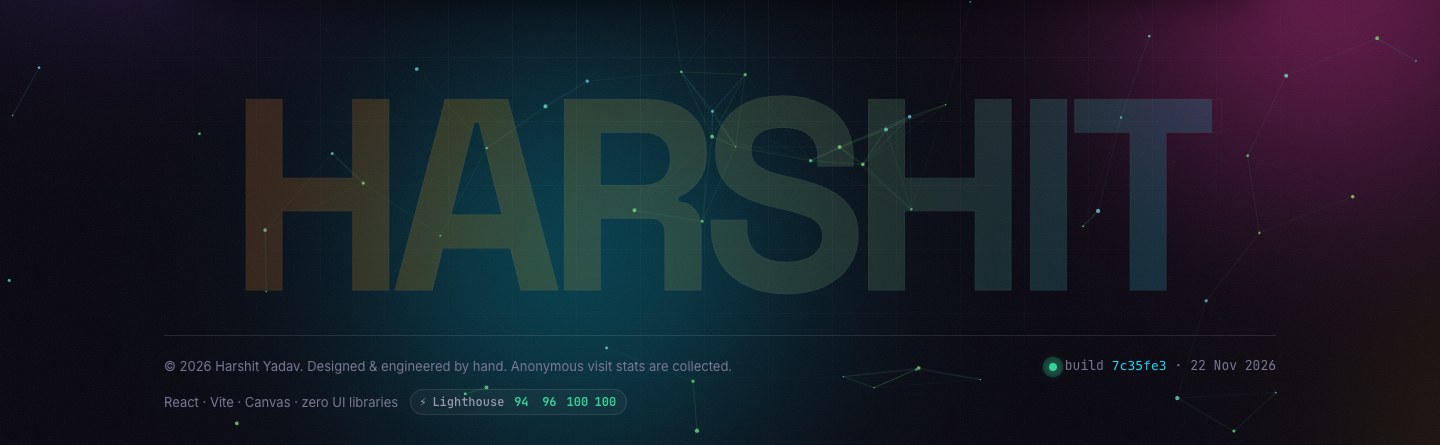 HARSHIT
© 2026 Harshit Yadav. Designed & engineered by hand. Anonymous visit stats are collected.
build 7c35fe3 · 22 Nov 2026
React · Vite · Canvas · zero UI libraries
⚡ Lighthouse 94 96 100 100